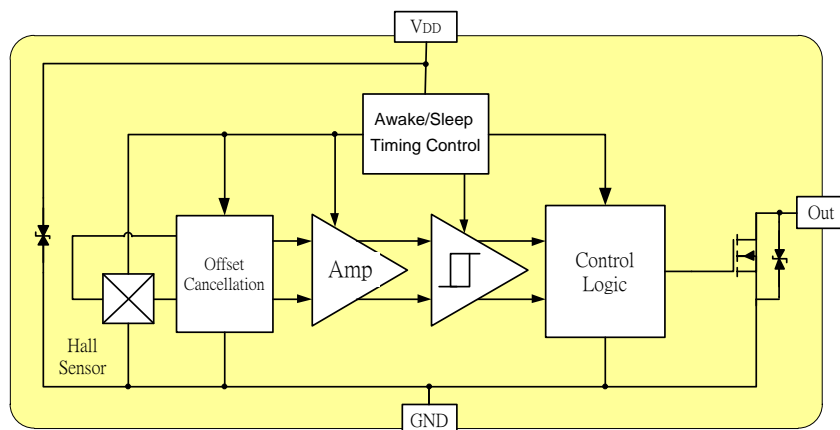 VDD
Awake/Sleep
Timing Control
Out
Offset
Cancellation
Amp
Control
Logic
Hall
Sensor
GND